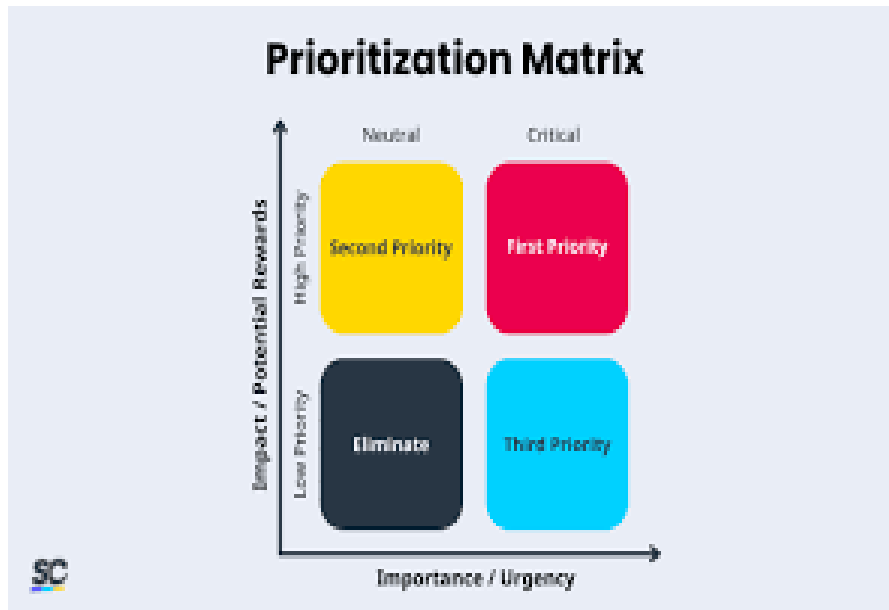 Prioritization Matrix
Neutral
Critical
Impact / Potential Rewards
High Priority
Second Priority
First Priority
Low Priority
Eliminate
Third Priority
Importance / Urgency
SC